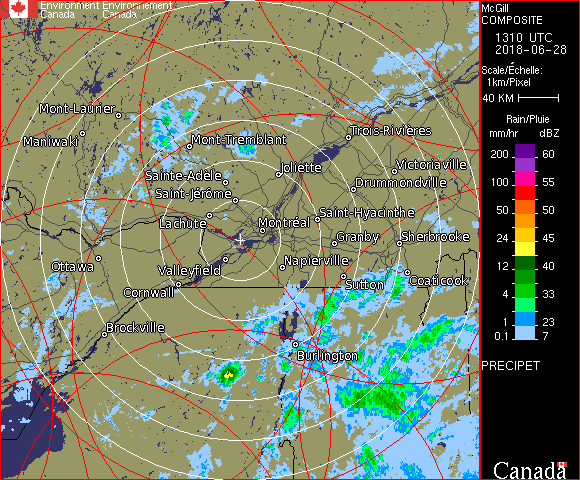 Environment Environnement
Canada Canada
McGill
COMPOSITE
1310 UTC
2018-06-28
Scale/Échelle:
1km/Pixel
40 KM
Rain/Pluie
mm/hr dBZ
200 60
100 55
50 50
24 45
12 40
4 33
1 30
0.1 23
7
PRECIPET
Canada
Mont-Laurier
Maniwaki
Mont-Tremblant
Trois-Rivières
Sainte-Adèle
Joliette
Victoriaville
Saint-Jérôme
Drummondville
Lachute
Montréal
Saint-Hyacinthe
Granby
Sherbrooke
Ottawa
Valleyfield
Napierville
Cornwall
Sutton
Coaticook
Brockville
Burlington